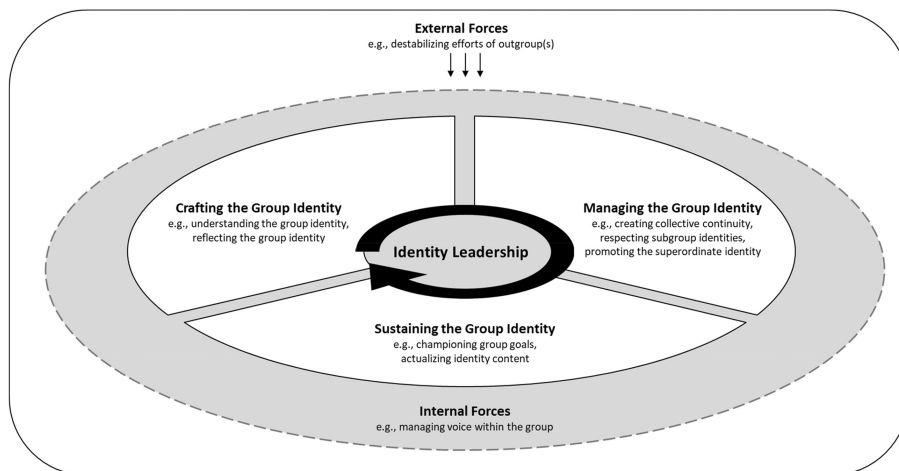 External Forces
e.g., destabilizing efforts of outgroup(s)
Crafting the Group Identity
e.g., understanding the group identity,
reflecting the group identity
Managing the Group Identity
e.g., creating collective continuity,
respecting subgroup identities,
promoting the superordinate identity
Identity Leadership
Sustaining the Group Identity
e.g., championing group goals,
actualizing identity content
Internal Forces
e.g., managing voice within the group